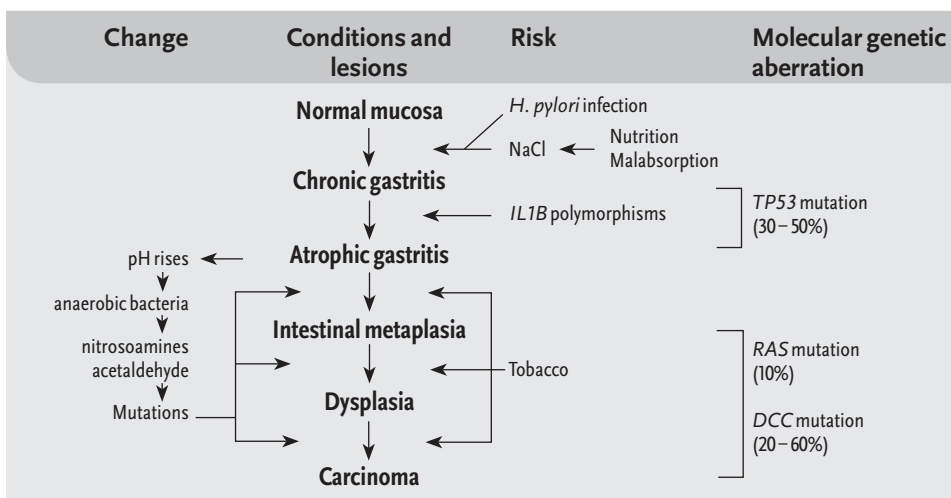 Change
Conditions and
lesions
Risk
Molecular genetic
aberration
Normal mucosa
H. pylori infection
NaCl
Nutrition
Malabsorption
Chronic gastritis
IL1B polymorphisms
TP53 mutation
(30–50%)
Atrophic gastritis
pH rises
anaerobic bacteria
nitrosoamines
acetaldehyde
Mutations
Intestinal metaplasia
Tobacco
Dysplasia
Carcinoma
RAS mutation
(10%)
DCC mutation
(20–60%)